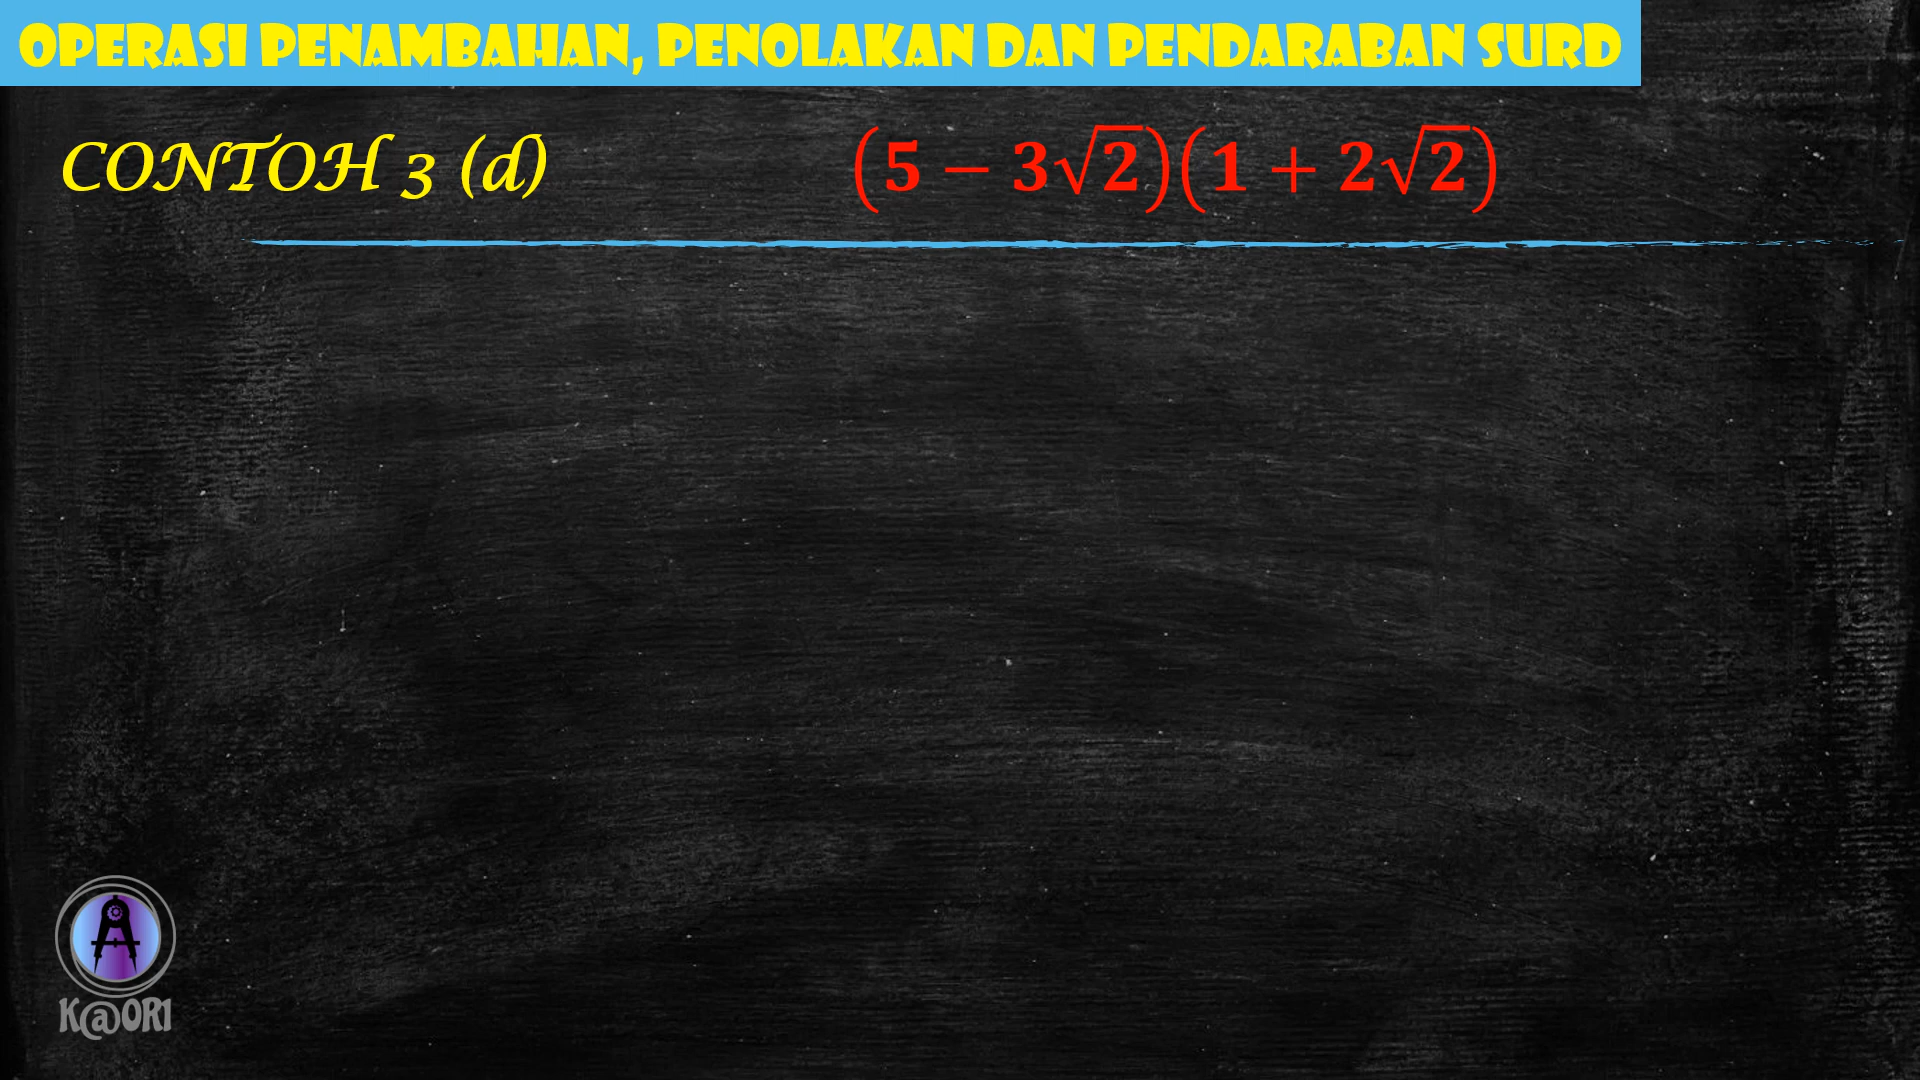 OPERASI PENAMBAHAN, PENOLAKAN DAN PENDARABAN SURD
CONTOH 3 (d)
(5 − 3√2)(1 + 2√2)
K@ORI